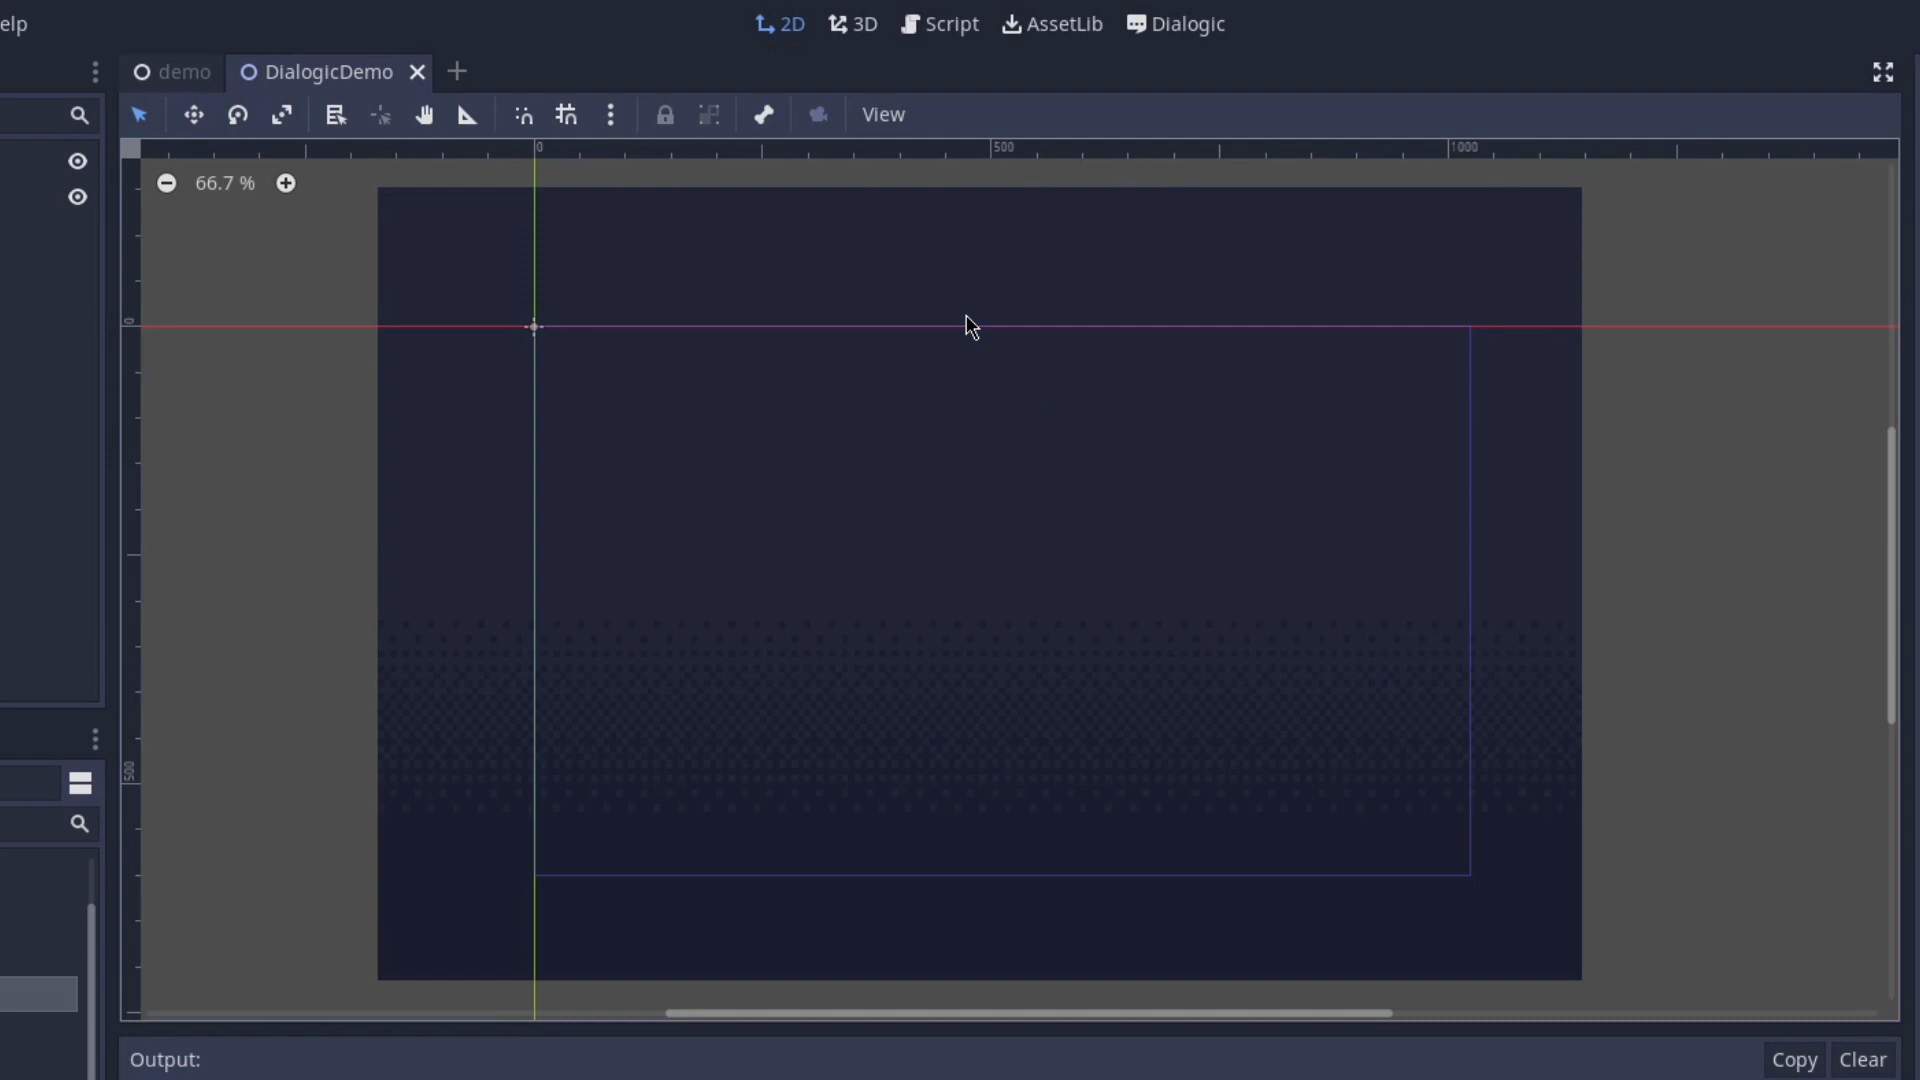 elp
2D 3D Script AssetLib Dialogic
demo DialogicDemo
View
0 500 1000
66.7 %
0
500
Output: Copy Clear